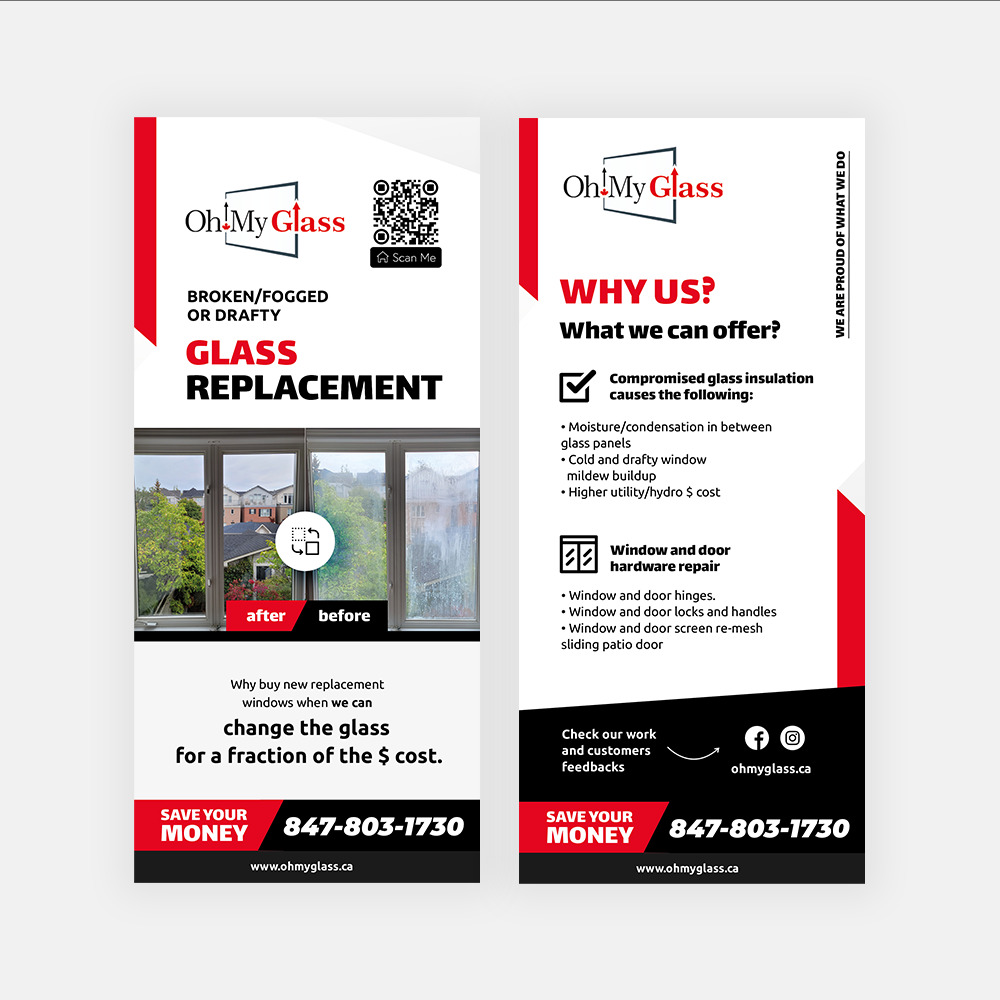 Oh!My Glass
Scan Me
BROKEN/FOGGED
OR DRAFTY
GLASS
REPLACEMENT
after before
Why buy new replacement
windows when we can
change the glass
for a fraction of the $ cost.
SAVE YOUR
MONEY
847-803-1730
www.ohmyglass.ca
Oh!My Glass
WE ARE PROUD OF WHAT WE DO
WHY US?
What we can offer?
Compromised glass insulation
causes the following:
• Moisture/condensation in between
glass panels
• Cold and drafty window
mildew buildup
• Higher utility/hydro $ cost
Window and door
hardware repair
• Window and door hinges.
• Window and door locks and handles
• Window and door screen re-mesh
sliding patio door
Check our work
and customers
feedbacks
ohmyglass.ca
SAVE YOUR
MONEY
847-803-1730
www.ohmyglass.ca